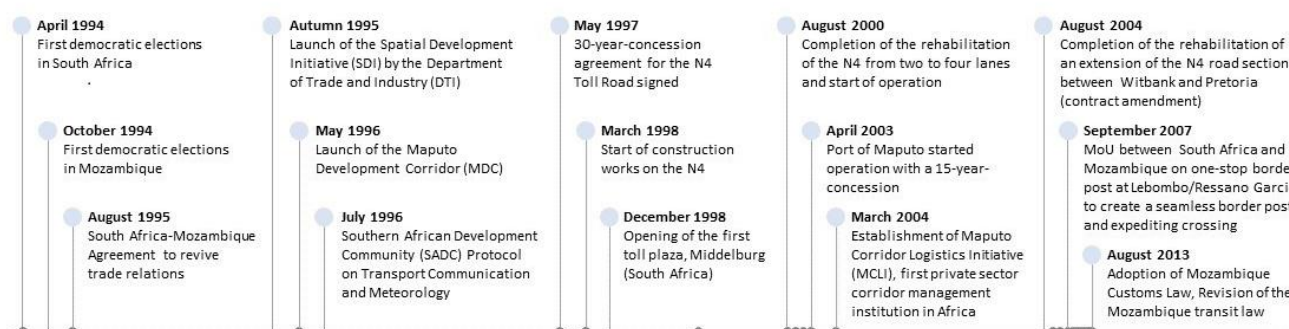 April 1994
First democratic elections
in South Africa
October 1994
First democratic elections
in Mozambique
August 1995
South Africa-Mozambique
Agreement to revive
trade relations
Autumn 1995
Launch of the Spatial Development
Initiative (SDI) by the Department
of Trade and Industry (DTI)
May 1996
Launch of the Maputo
Development Corridor (MDC)
July 1996
Southern African Development
Community (SADC) Protocol
on Transport Communication
and Meteorology
May 1997
30-year-concession
agreement for the N4
Toll Road signed
March 1998
Start of construction
works on the N4
December 1998
Opening of the first
toll plaza, Middelburg
(South Africa)
August 2000
Completion of the rehabilitation
of the N4 from two to four lanes
and start of operation
April 2003
Port of Maputo started
operation with a 15-year-
concession
March 2004
Establishment of Maputo
Corridor Logistics Initiative
(MCLI), first private sector
corridor management
institution in Africa
August 2004
Completion of the rehabilitation of
an extension of the N4 road section
between Witbank and Pretoria
(contract amendment)
September 2007
MoU between South Africa and
Mozambique on one-stop borde
post at Lebombo/Ressano Garci
to create a seamless border post
and expediting crossing
August 2013
Adoption of Mozambique
Customs Law, Revision of the
Mozambique transit law